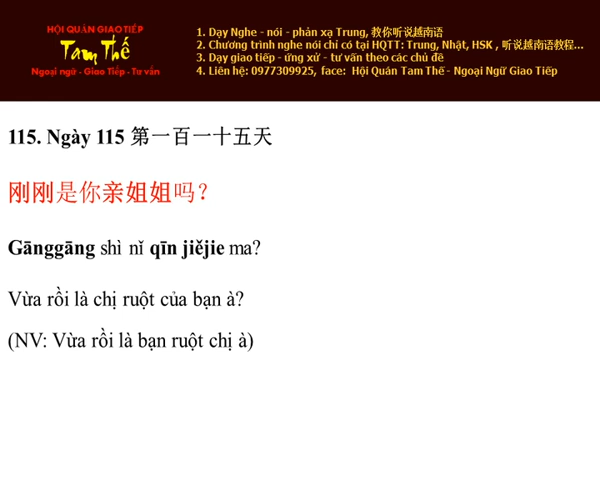 HỘI QUÁN GIAO TIẾP
Tam Thế
Ngoại ngữ - Giao Tiếp - Tư vấn
1. Dạy Nghe - nói - phản xạ Trung, 教你听说越南语
2. Chương trình nghe nói chỉ có tại HQTT: Trung, Nhật, HSK , 听说越南语教程...
3. Dạy giao tiếp - ứng xử - tư vấn theo các chủ đề
4. Liên hệ: 0977309925, face: Hội Quán Tam Thế - Ngoại Ngữ Giao Tiếp
115. Ngày 115 第一百一十五天
刚刚是你亲姐姐吗?
Gānggāng shì nǐ qīn jiějie ma?
Vừa rồi là chị ruột của bạn à?
(NV: Vừa rồi là bạn ruột chị à)